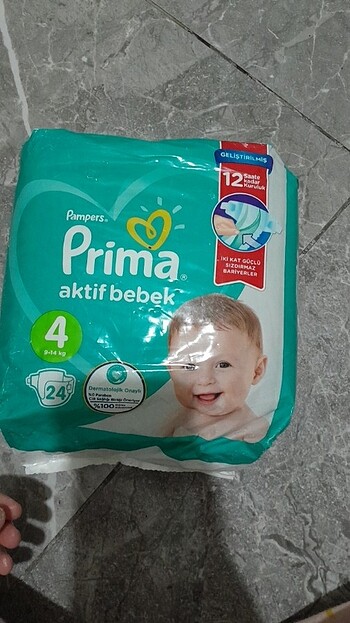 GELİŞTİRİLMİŞ
12 Saate
kadar
Kuruluk
İKİ KAT GÜÇLÜ
SIZDIRMAZ
BARİYERLER
Pampers®
Prima®
aktif bebek
4
9-14 kg
24
Dermatolojik Onaylı
%100